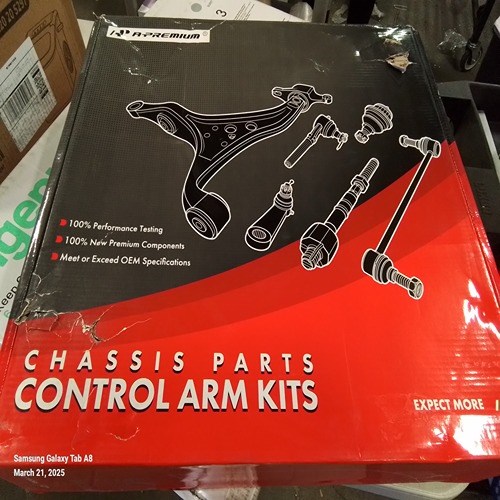 A-PREMIUM
3
100% Performance Testing
100% New Premium Components
Meet or Exceed OEM Specifications
CHASSIS PARTS
CONTROL ARM KITS
EXPECT MORE
Samsung Galaxy Tab A8
March 21, 2025